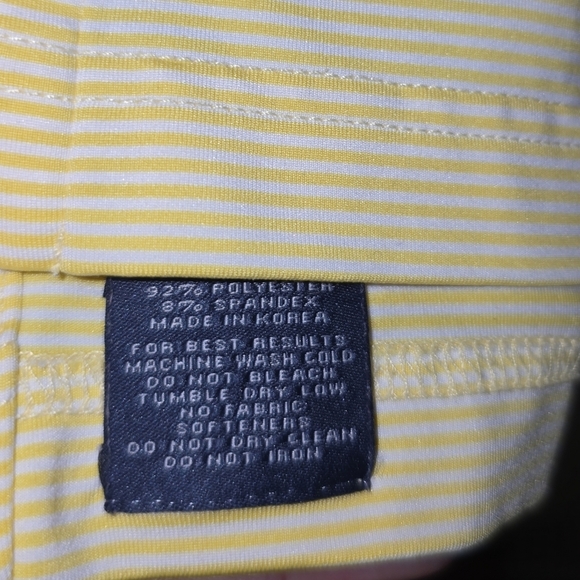 92% POLYESTER
8% SPANDEX
MADE IN KOREA
FOR BEST RESULTS
MACHINE WASH COLD
DO NOT BLEACH
TUMBLE DRY LOW
NO FABRIC
SOFTENERS
DO NOT DRY CLEAN
DO NOT IRON